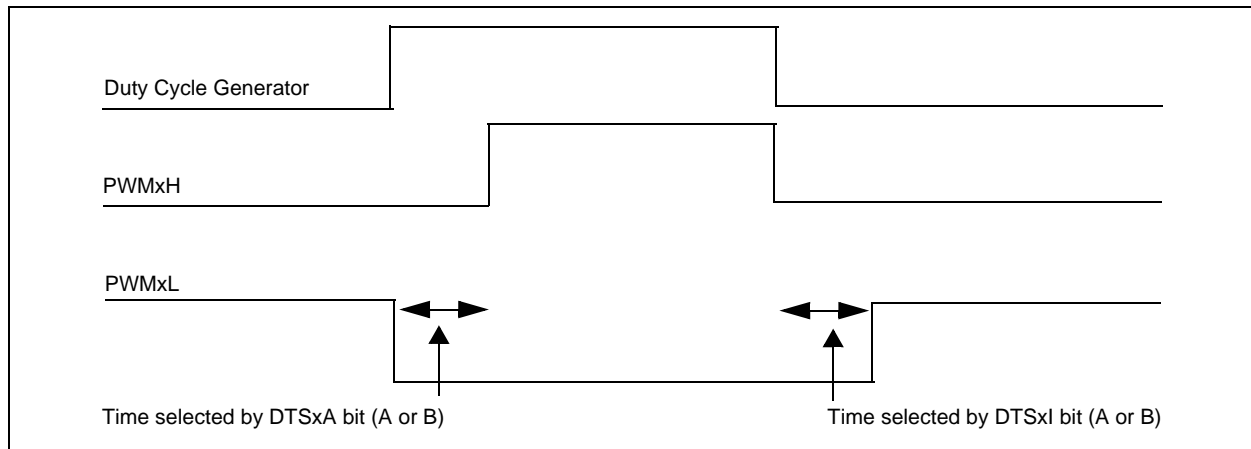 Duty Cycle Generator
PWMxH
PWMxL
Time selected by DTSxA bit (A or B)
Time selected by DTSxI bit (A or B)